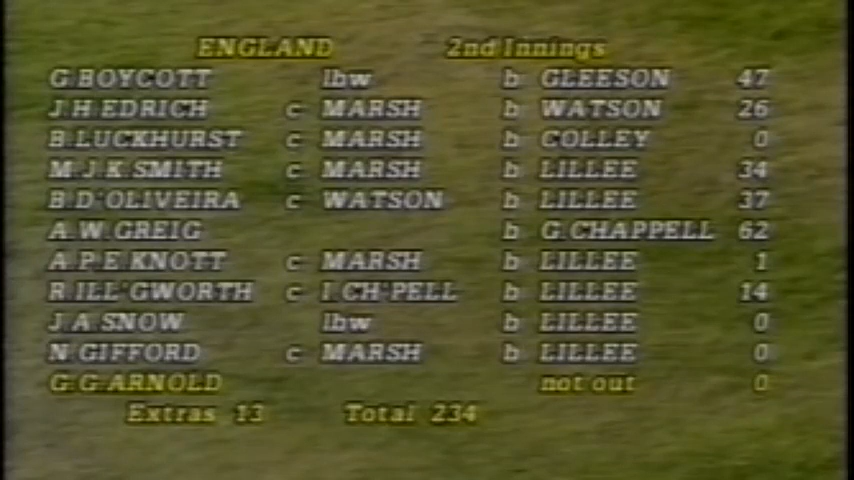 ENGLAND 2nd Innings
G.BOYCOTT lbw b GLEESON 47
J.H.EDRICH c MARSH b WATSON 26
B.LUCKHURST c MARSH b COLLEY 0
M.J.K.SMITH c MARSH b LILLEE 34
B.D'OLIVEIRA c WATSON b LILLEE 37
A.W.GREIG b G.CHAPPELL 62
A.P.E.KNOTT c MARSH b LILLEE 1
R.ILL'GWORTH c I.CH'PELL b LILLEE 14
J.A.SNOW lbw b LILLEE 0
N.GIFFORD c MARSH b LILLEE 0
G.G.ARNOLD not out 0
Extras 13 Total 234